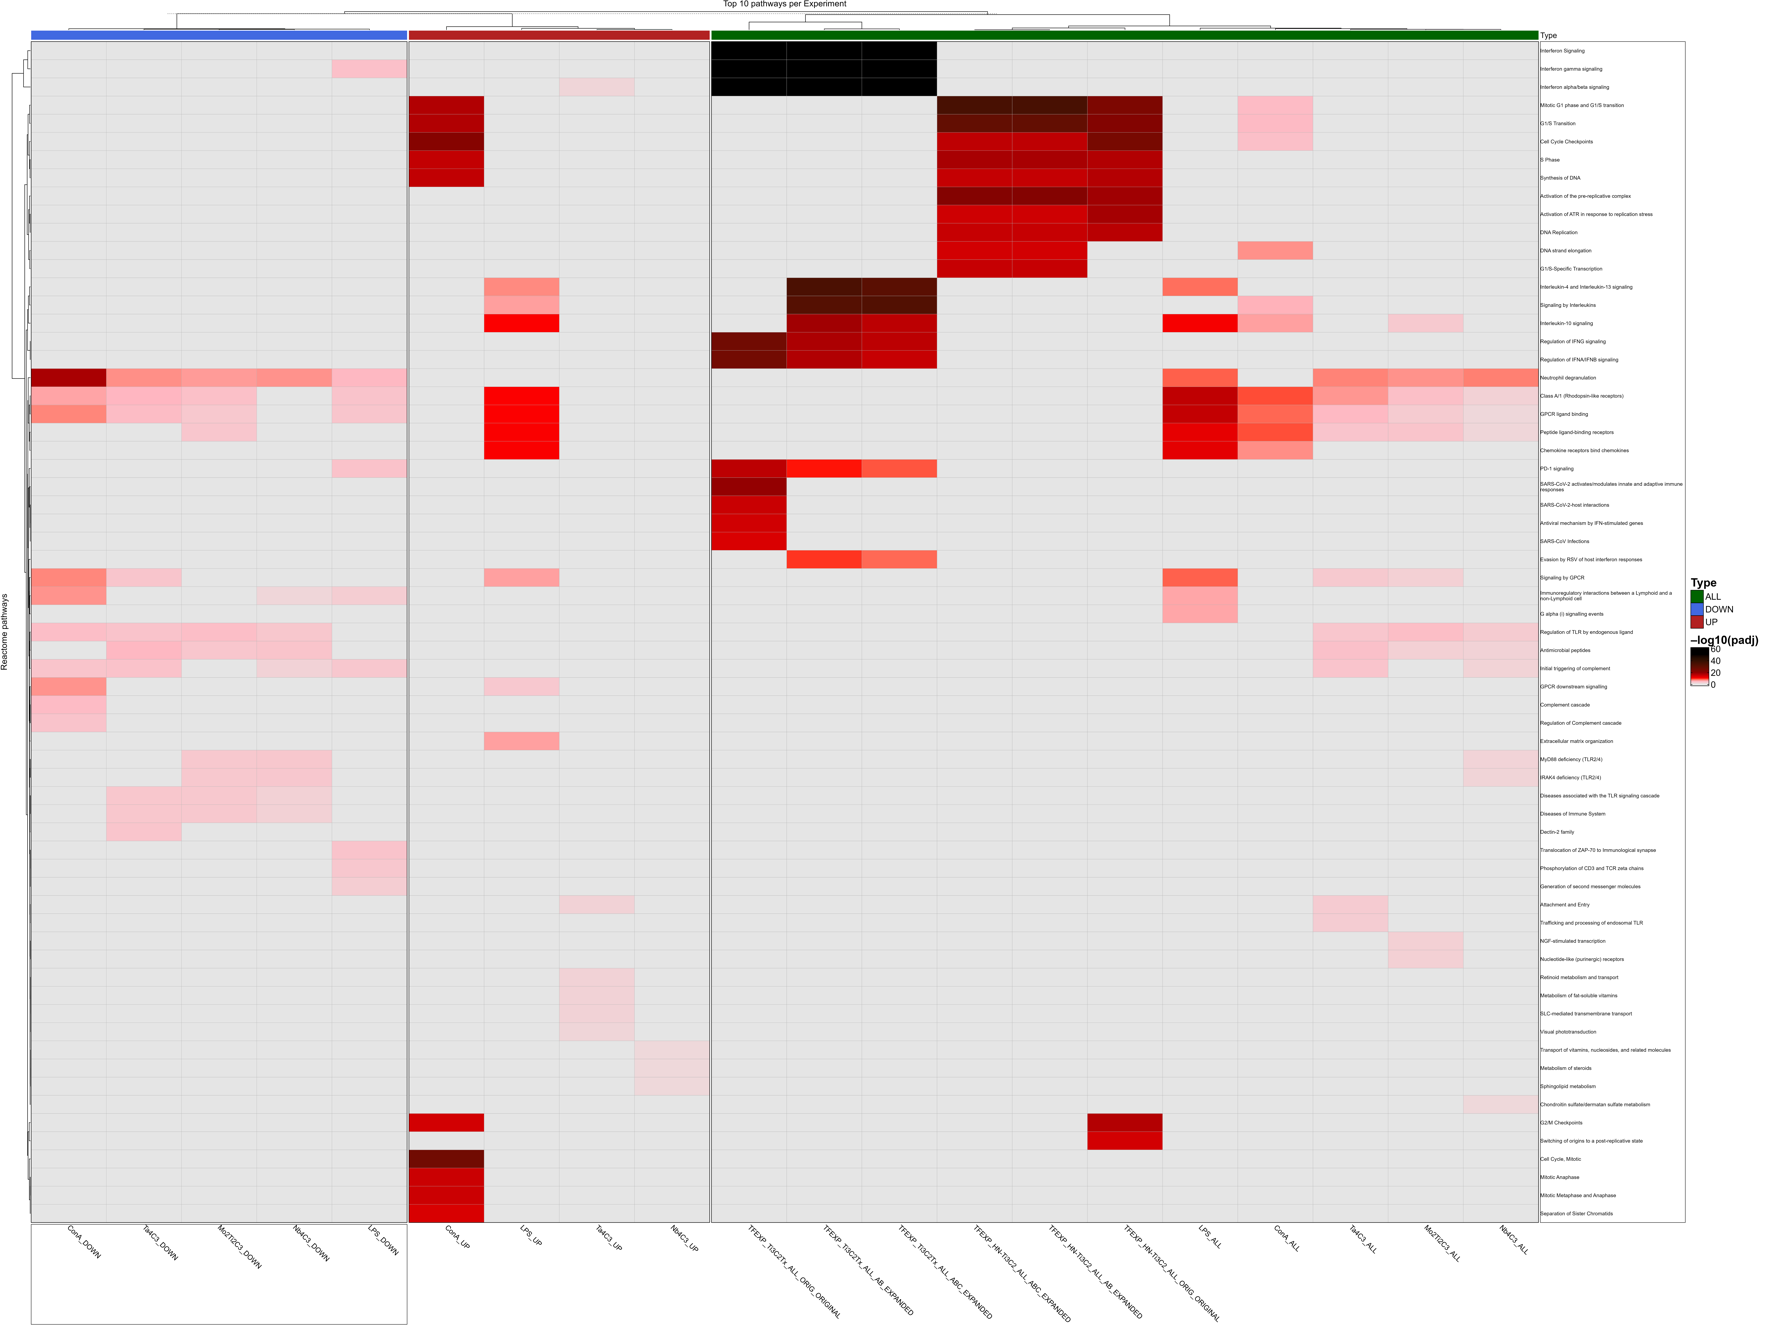 Top 10 pathways per Experiment
Type
Interferon Signaling
Interferon gamma signaling
Interferon alpha/beta signaling
Mitotic G1 phase and G1/S transition
G1/S Transition
Cell Cycle Checkpoints
S Phase
Synthesis of DNA
Activation of the pre-replicative complex
Activation of ATR in response to replication stress
DNA Replication
DNA strand elongation
G1/S-Specific Transcription
Interleukin-4 and Interleukin-13 signaling
Signaling by Interleukins
Interleukin-10 signaling
Regulation of IFNG signaling
Regulation of IFNA/IFNB signaling
Neutrophil degranulation
Class A/1 (Rhodopsin-like receptors)
GPCR ligand binding
Peptide ligand-binding receptors
Chemokine receptors bind chemokines
PD-1 signaling
SARS-CoV-2 activates/modulates innate and adaptive immune
responses
SARS-CoV-2-host interactions
Antiviral mechanism by IFN-stimulated genes
SARS-CoV Infections
Evasion by RSV of host interferon responses
Signaling by GPCR
Immunoregulatory interactions between a Lymphoid and a
non-Lymphoid cell
G alpha (i) signalling events
Regulation of TLR by endogenous ligand
Antimicrobial peptides
Initial triggering of complement
GPCR downstream signalling
Complement cascade
Regulation of Complement cascade
Extracellular matrix organization
MyD88 deficiency (TLR2/4)
IRAK4 deficiency (TLR2/4)
Diseases associated with the TLR signaling cascade
Diseases of Immune System
Dectin-2 family
Translocation of ZAP-70 to Immunological synapse
Phosphorylation of CD3 and TCR zeta chains
Generation of second messenger molecules
Attachment and Entry
Trafficking and processing of endosomal TLR
NGF-stimulated transcription
Nucleotide-like (purinergic) receptors
Retinoid metabolism and transport
Metabolism of fat-soluble vitamins
SLC-mediated transmembrane transport
Visual phototransduction
Transport of vitamins, nucleosides, and related molecules
Metabolism of steroids
Sphingolipid metabolism
Chondroitin sulfate/dermatan sulfate metabolism
G2/M Checkpoints
Switching of origins to a post-replicative state
Cell Cycle, Mitotic
Mitotic Anaphase
Mitotic Metaphase and Anaphase
Separation of Sister Chromatids
Reactome pathways
Type
ALL
DOWN
UP
−log10(padj)
60
40
20
0
ConA_DOWN
Ta4C3_DOWN
Mo2Ti2C3_DOWN
Nb4C3_DOWN
LPS_DOWN
ConA_UP
LPS_UP
Ta4C3_UP
Nb4C3_UP
TFEXP_Ti3C2Tx_ALL_ORIG_ORIGINAL
TFEXP_Ti3C2Tx_ALL_AB_EXPANDED
TFEXP_Ti3C2Tx_ALL_ABC_EXPANDED
TFEXP_HN-Ti3C2_ALL_ABC_EXPANDED
TFEXP_HN-Ti3C2_ALL_AB_EXPANDED
TFEXP_HN-Ti3C2_ALL_ORIG_ORIGINAL
LPS_ALL
ConA_ALL
Ta4C3_ALL
Mo2Ti2C3_ALL
Nb4C3_ALL